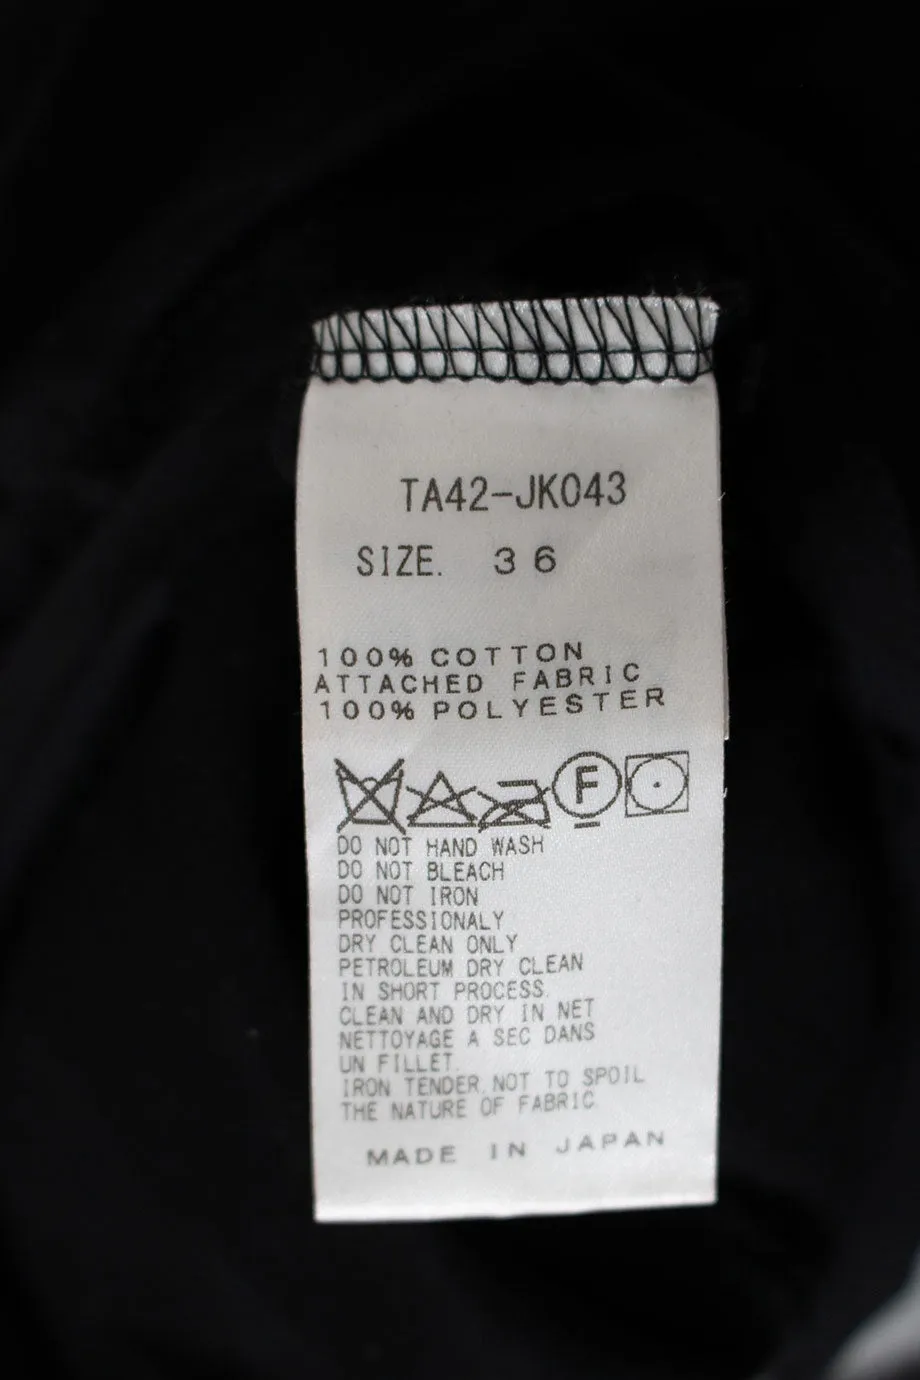 TA42-JK043
SIZE. 36
100% COTTON
ATTACHED FABRIC
100% POLYESTER
F
DO NOT HAND WASH
DO NOT BLEACH
DO NOT IRON
PROFESSIONALY
DRY CLEAN ONLY
PETROLEUM DRY CLEAN
IN SHORT PROCESS.
CLEAN AND DRY IN NET
NETTOYAGE A SEC DANS
UN FILLET.
IRON TENDER.NOT TO SPOIL
THE NATURE OF FABRIC.
MADE IN JAPAN